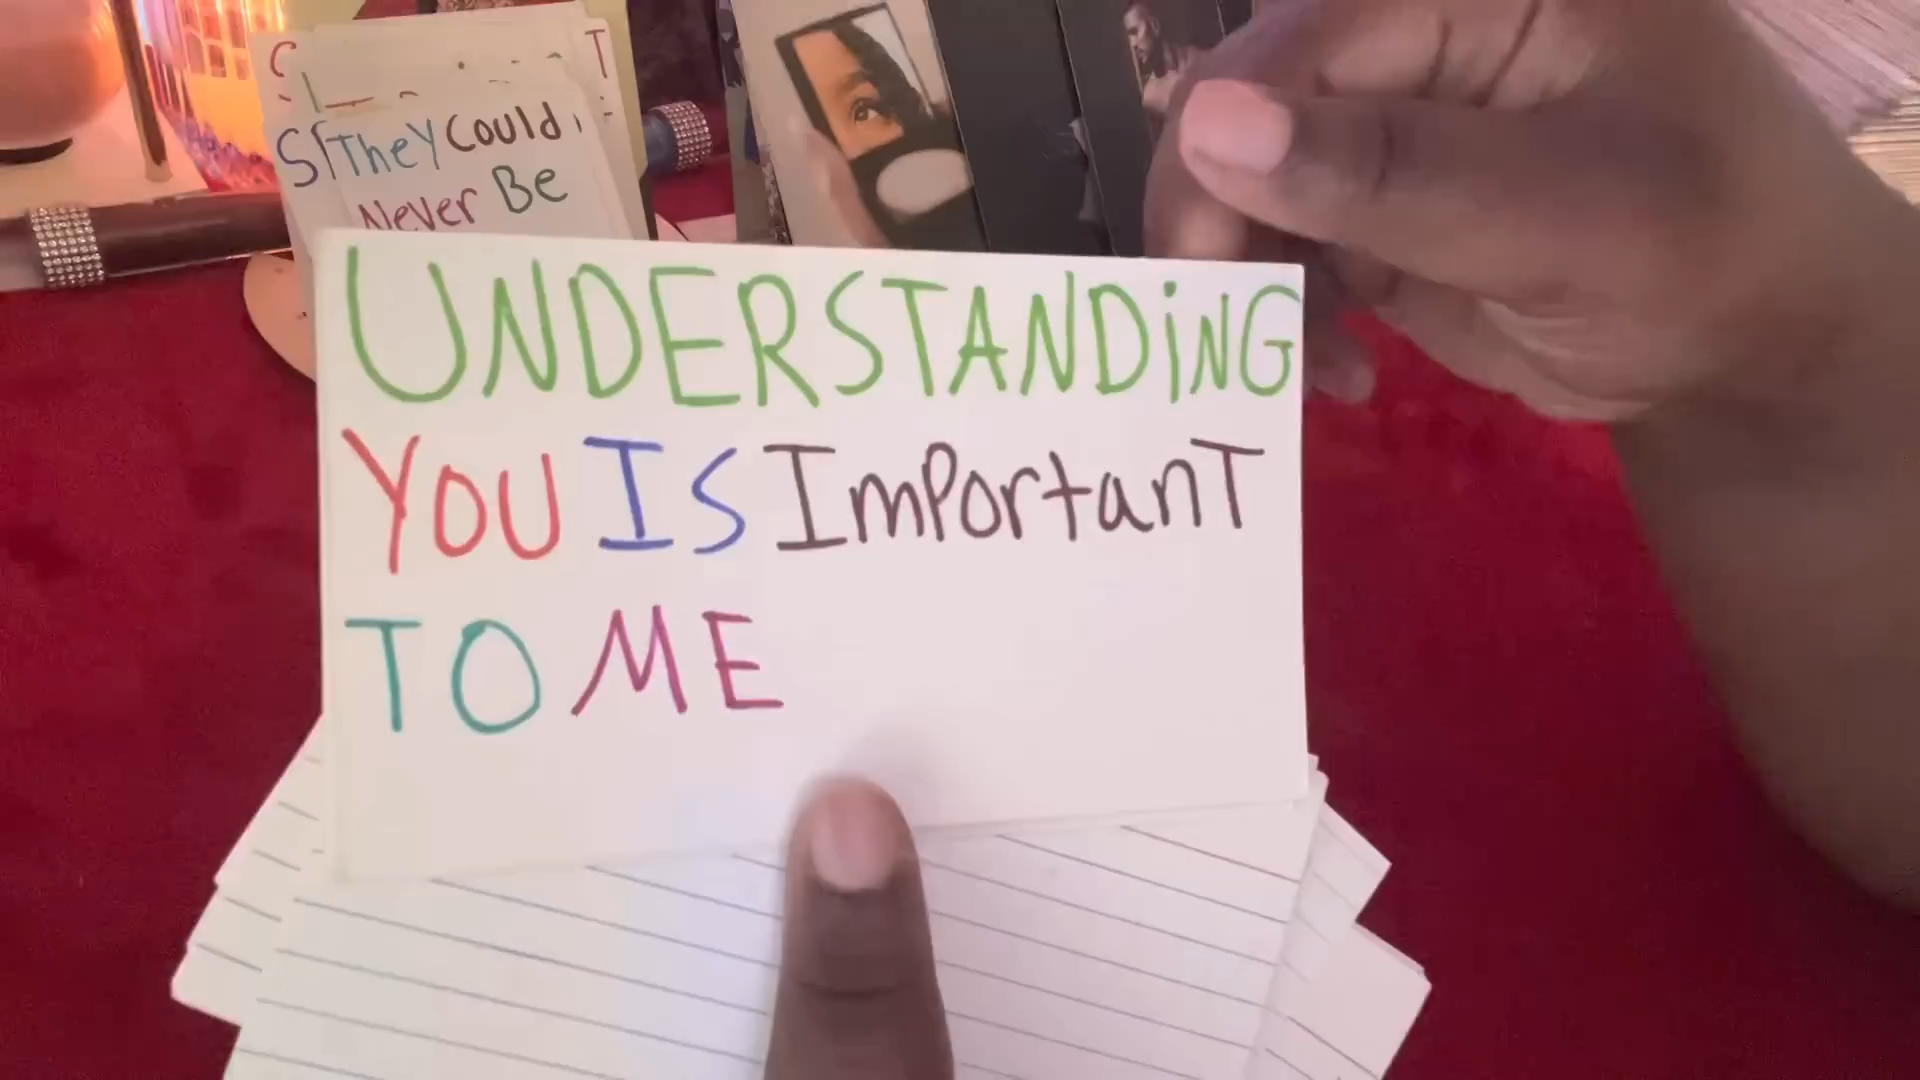 They Could
Never Be
UNDERSTANDiNG
YOU IS ImPortanT
TO ME